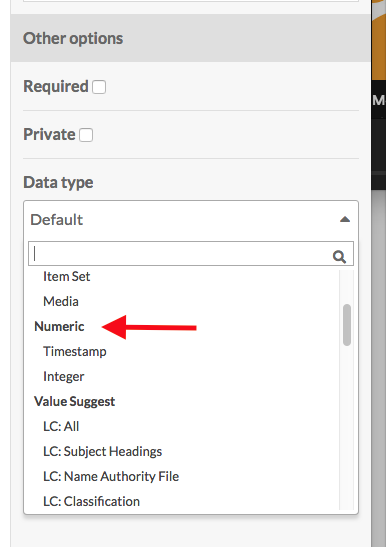 Other options
M
Required
Private
Data type
Default
Item Set
Media
Numeric
Timestamp
Integer
Value Suggest
LC: All
LC: Subject Headings
LC: Name Authority File
LC: Classification